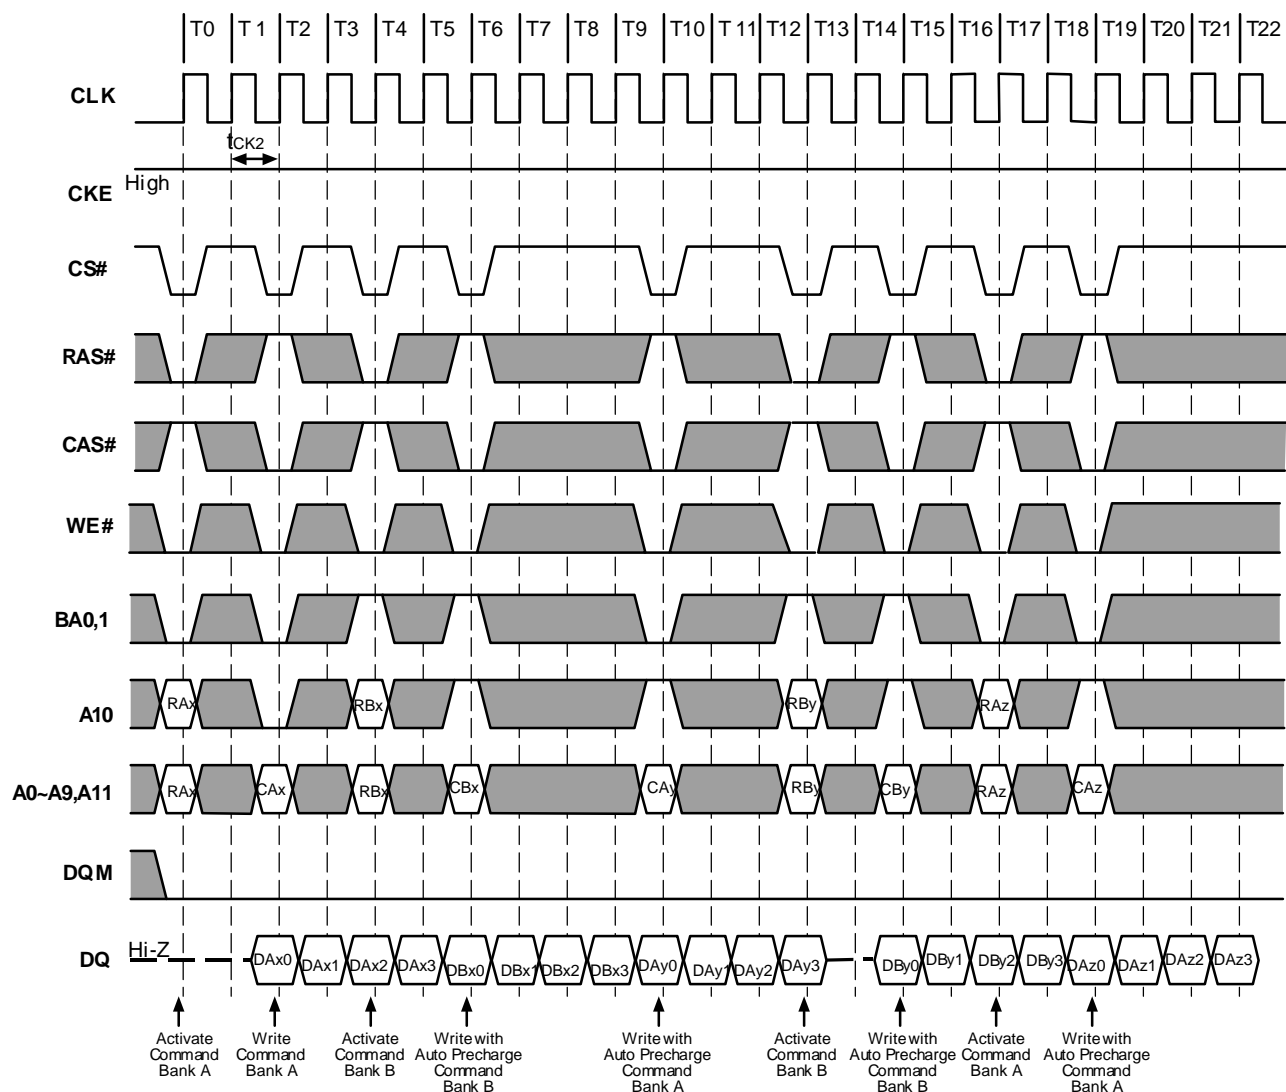 T0 T 1 T2 T3 T4 T5 T6 T7 T8 T9 T10 T 11 T12 T13 T14 T15 T16 T17 T18 T19 T20 T21 T22
CLK
tCK2
High
CKE
CS#
RAS#
CAS#
WE#
BA0,1
A10 RAx RBx RBy RAz
A0~A9,A11 RAx CAx RBx CBx CAy RBy CBy RAz CAz
DQM
DQ Hi-Z DAx0 DAx1 DAx2 DAx3 DBx0 DBx1 DBx2 DBx3 DAy0 DAy1 DAy2 DAy3 DBy0 DBy1 DBy2 DBy3 DAz0 DAz1 DAz2 DAz3
Activate
Command
Bank A
Write
Command
Bank A
Activate
Command
Bank B
Write with
Auto Precharge
Command
Bank B
Write with
Auto Precharge
Command
Bank A
Activate
Command
Bank B
Write with
Auto Precharge
Command
Bank B
Activate
Command
Bank A
Write with
Auto Precharge
Command
Bank A